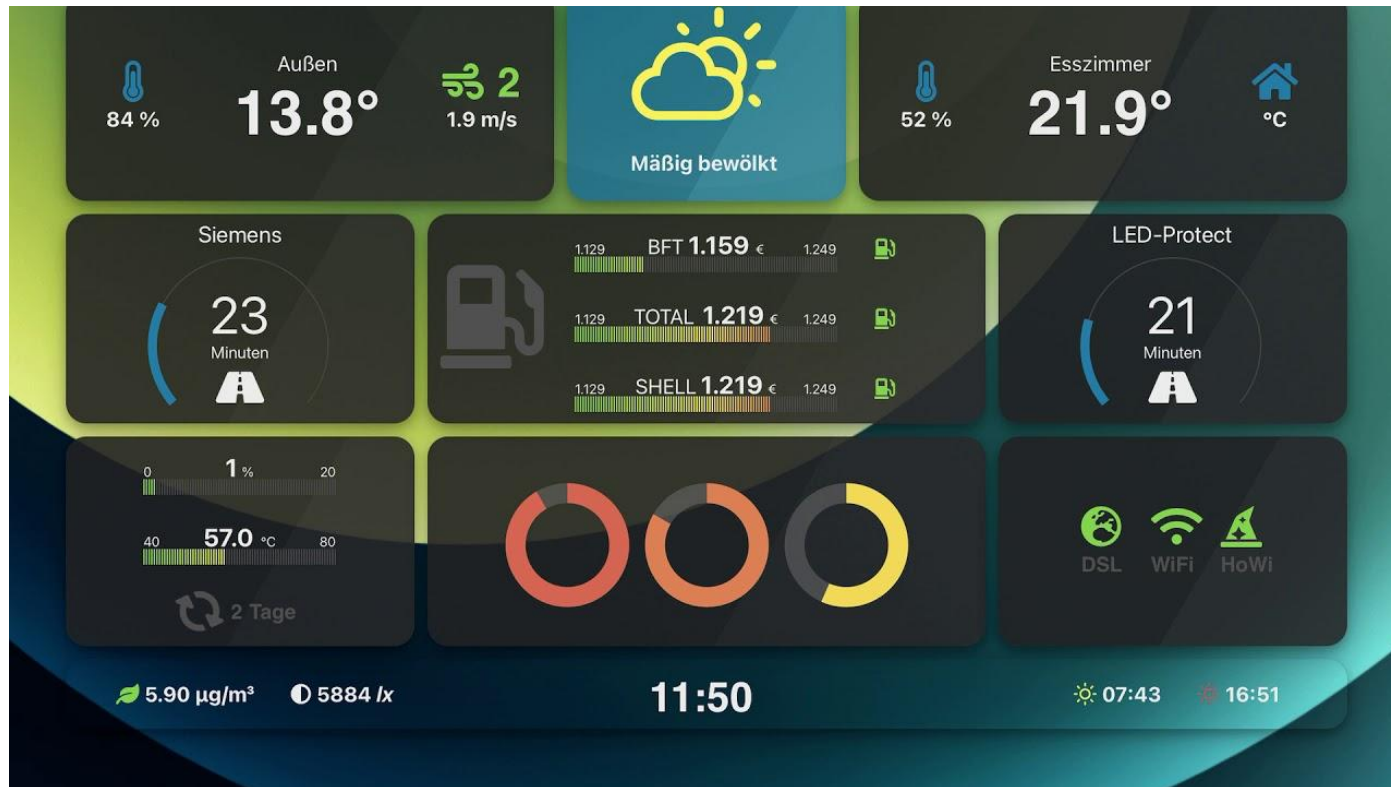 Außen
13.8°
84 %
2
1.9 m/s
Mäßig bewölkt
Esszimmer
21.9°
52 %
°C
Siemens
23
Minuten
1.129 BFT 1.159 € 1.249
1.129 TOTAL 1.219 € 1.249
1.129 SHELL 1.219 € 1.249
LED-Protect
21
Minuten
0 1 % 20
40 57.0 °C 80
2 Tage
DSL WiFi HoWi
5.90 µg/m³ 5884 lx 11:50 07:43 16:51